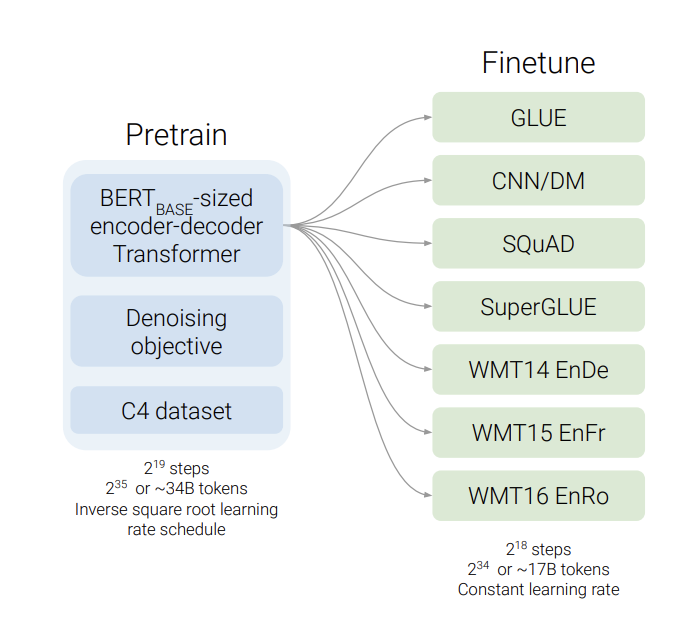 Pretrain
BERT_BASE-sized
encoder-decoder
Transformer
Denoising
objective
C4 dataset
2^19 steps
2^35 or ~34B tokens
Inverse square root learning
rate schedule
Finetune
GLUE
CNN/DM
SQuAD
SuperGLUE
WMT14 EnDe
WMT15 EnFr
WMT16 EnRo
2^18 steps
2^34 or ~17B tokens
Constant learning rate